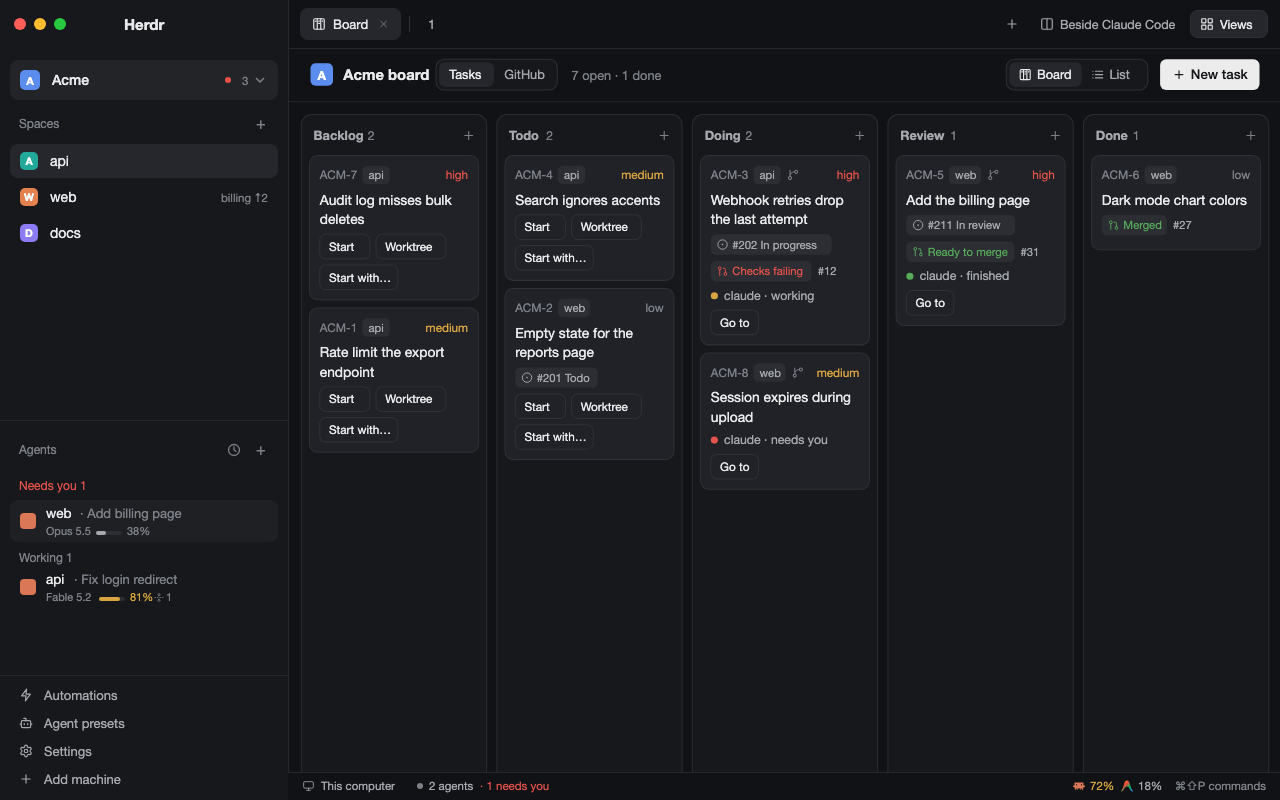 Herdr
A Acme 3
Spaces
A api
W web billing ↑2
D docs
Agents
Needs you 1
web · Add billing page
Opus 5.5 38%
Working 1
api · Fix login redirect
Fable 5.2 81% 1
Automations
Agent presets
Settings
Add machine
Board × 1
+ Beside Claude Code Views
A Acme board Tasks GitHub 7 open · 1 done
Board List + New task
Backlog 2
ACM-7 api high
Audit log misses bulk
deletes
Start Worktree
Start with…
ACM-1 api medium
Rate limit the export
endpoint
Start Worktree
Start with…
Todo 2
ACM-4 api medium
Search ignores accents
Start Worktree
Start with…
ACM-2 web low
Empty state for the
reports page
#201 Todo
Start Worktree
Start with…
Doing 2
ACM-3 api high
Webhook retries drop
the last attempt
#202 In progress
Checks failing #12
claude · working
Go to
ACM-8 web medium
Session expires during
upload
claude · needs you
Go to
Review 1
ACM-5 web high
Add the billing page
#211 In review
Ready to merge #31
claude · finished
Go to
Done 1
ACM-6 web low
Dark mode chart colors
Merged #27
This computer 2 agents · 1 needs you
72% 18% ⌘⇧P commands